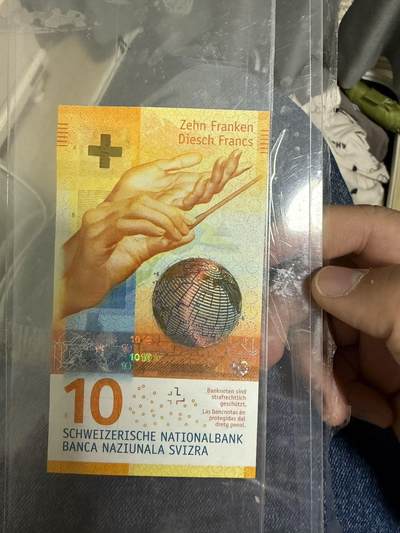 Zehn Franken
Diesch Francs
10
Banknoten sind
strafrechtlich
geschützt.
Las bancnotas èn
protegidas dal
dretg penal.
SCHWEIZERISCHE NATIONALBANK
BANCA NAZIUNALA SVIZRA